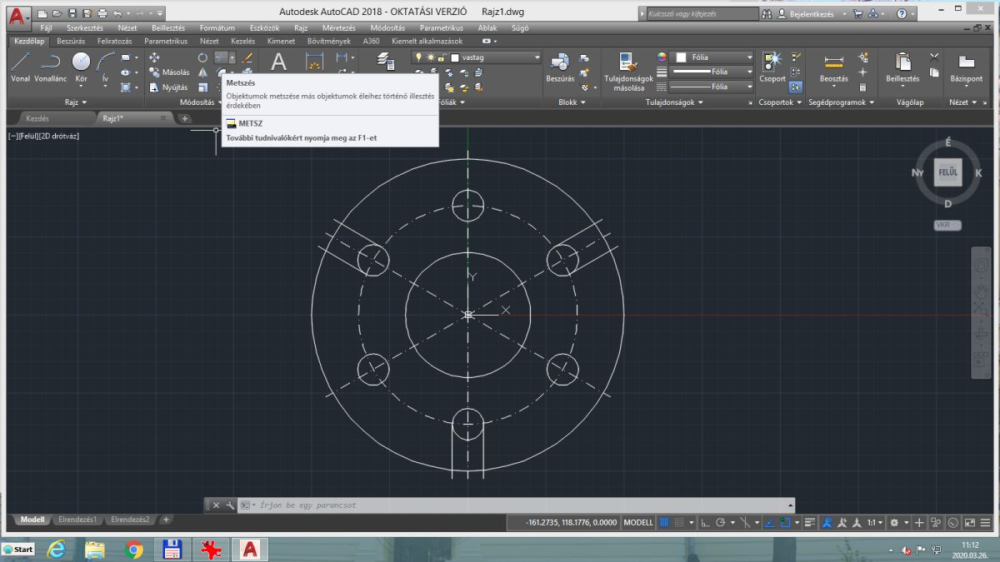 Autodesk AutoCAD 2018 - OKTATÁSI VERZIÓ Rajz1.dwg
Kulcsszó vagy kifejezés
Bejelentkezés
Fájl Szerkesztés Nézet Beillesztés Formátum Eszközök Rajz Méretezés Módosítás Parametrikus Ablak Súgó
Kezdőlap Beszúrás Feliratozás Parametrikus Nézet Kezelés Kimenet Bővítmények A360 Kiemelt alkalmazások
Vonal Vonallánc Kör Ív
Másolás
Nyújtás
A
vastag
Beszúrás
Tulajdonságok másolása
Fólia
Fólia
Fólia
Csoport
Beosztás
Beillesztés
Bázispont
Rajz
Módosítás
Fóliák
Blokk
Tulajdonságok
Csoportok
Segédprogramok
Vágólap
Nézet
Metszés
Objektumok metszése más objektumok éleihez történő illesztés
érdekében
METSZ
További tudnivalókért nyomja meg az F1-et
Kezdés
Rajz1*
[−][Felül][2D drótváz]
É
Ny
FELÜL
K
D
VKR
Y
X
Írjon be egy parancsot
Modell Elrendezés1 Elrendezés2
-161.2735, 118.1776, 0.0000 MODELL
1:1
Start
11:12
2020.03.26.